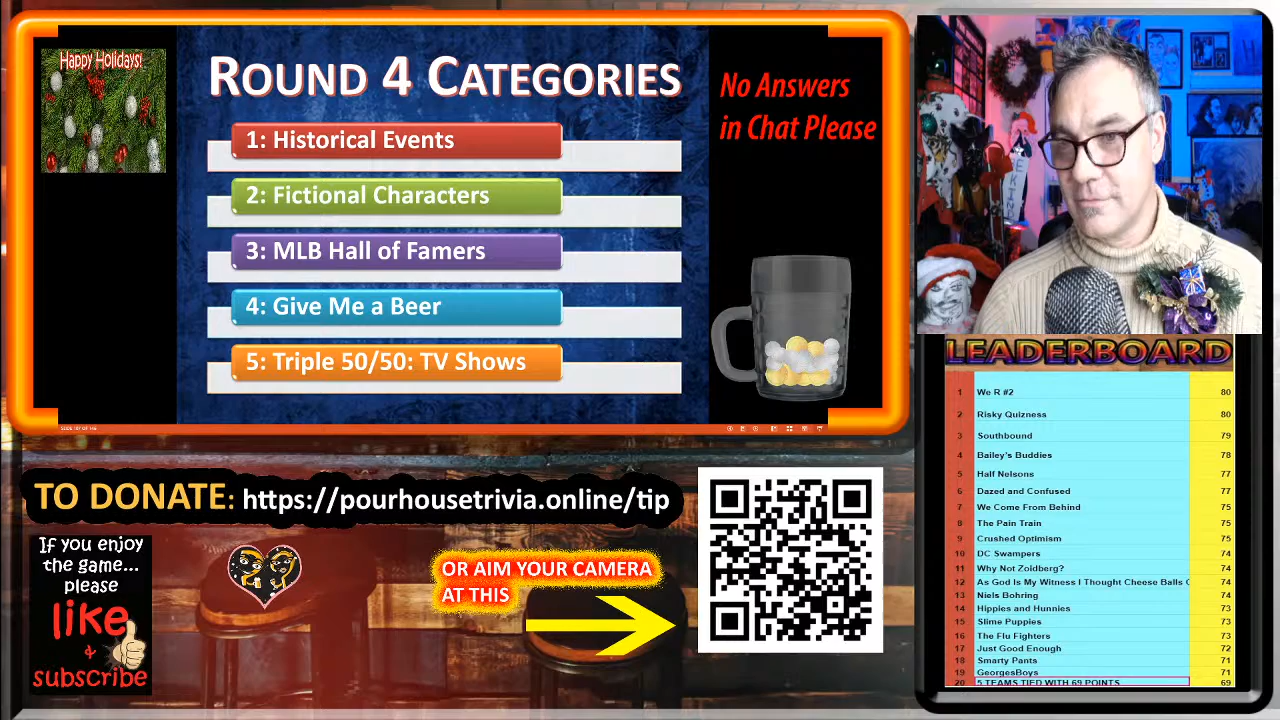 Happy Holidays!
ROUND 4 CATEGORIES
No Answers
in Chat Please
1: Historical Events
2: Fictional Characters
3: MLB Hall of Famers
4: Give Me a Beer
5: Triple 50/50: TV Shows
TO DONATE: https://pourhousetrivia.online/tip
If you enjoy
the game...
please
like
&
subscribe
OR AIM YOUR CAMERA
AT THIS
LEADERBOARD
1 We R #2 80
2 Risky Quizness 80
3 Southbound 79
4 Bailey's Buddies 78
5 Half Nelsons 77
6 Dazed and Confused 77
7 We Come From Behind 75
8 The Pain Train 75
9 Crushed Optimism 75
10 DC Swampers 74
11 Why Not Zoidberg? 74
12 As God Is My Witness I Thought Cheese Balls 74
13 Niels Bohring 74
14 Hippies and Hunnies 73
15 Slime Puppies 73
16 The Flu Fighters 73
17 Just Good Enough 72
18 Smarty Pants 71
19 GeorgesBoys 71
20 5 TEAMS TIED WITH 69 POINTS 69